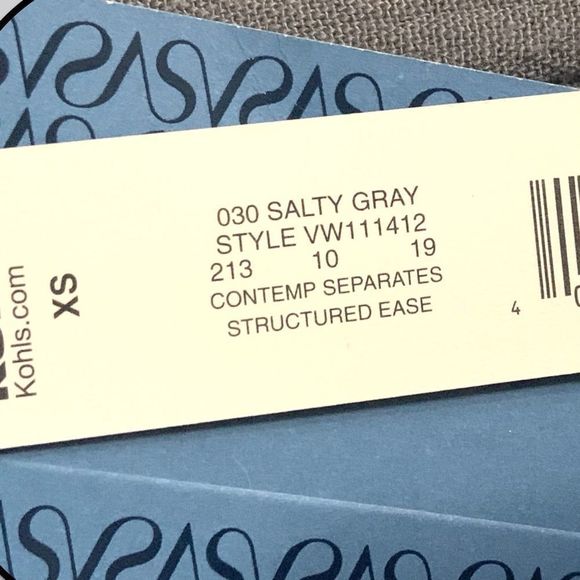 030 SALTY GRAY
STYLE VW111412
213 10 19
CONTEMP SEPARATES
STRUCTURED EASE
XS
Kohls.com
4